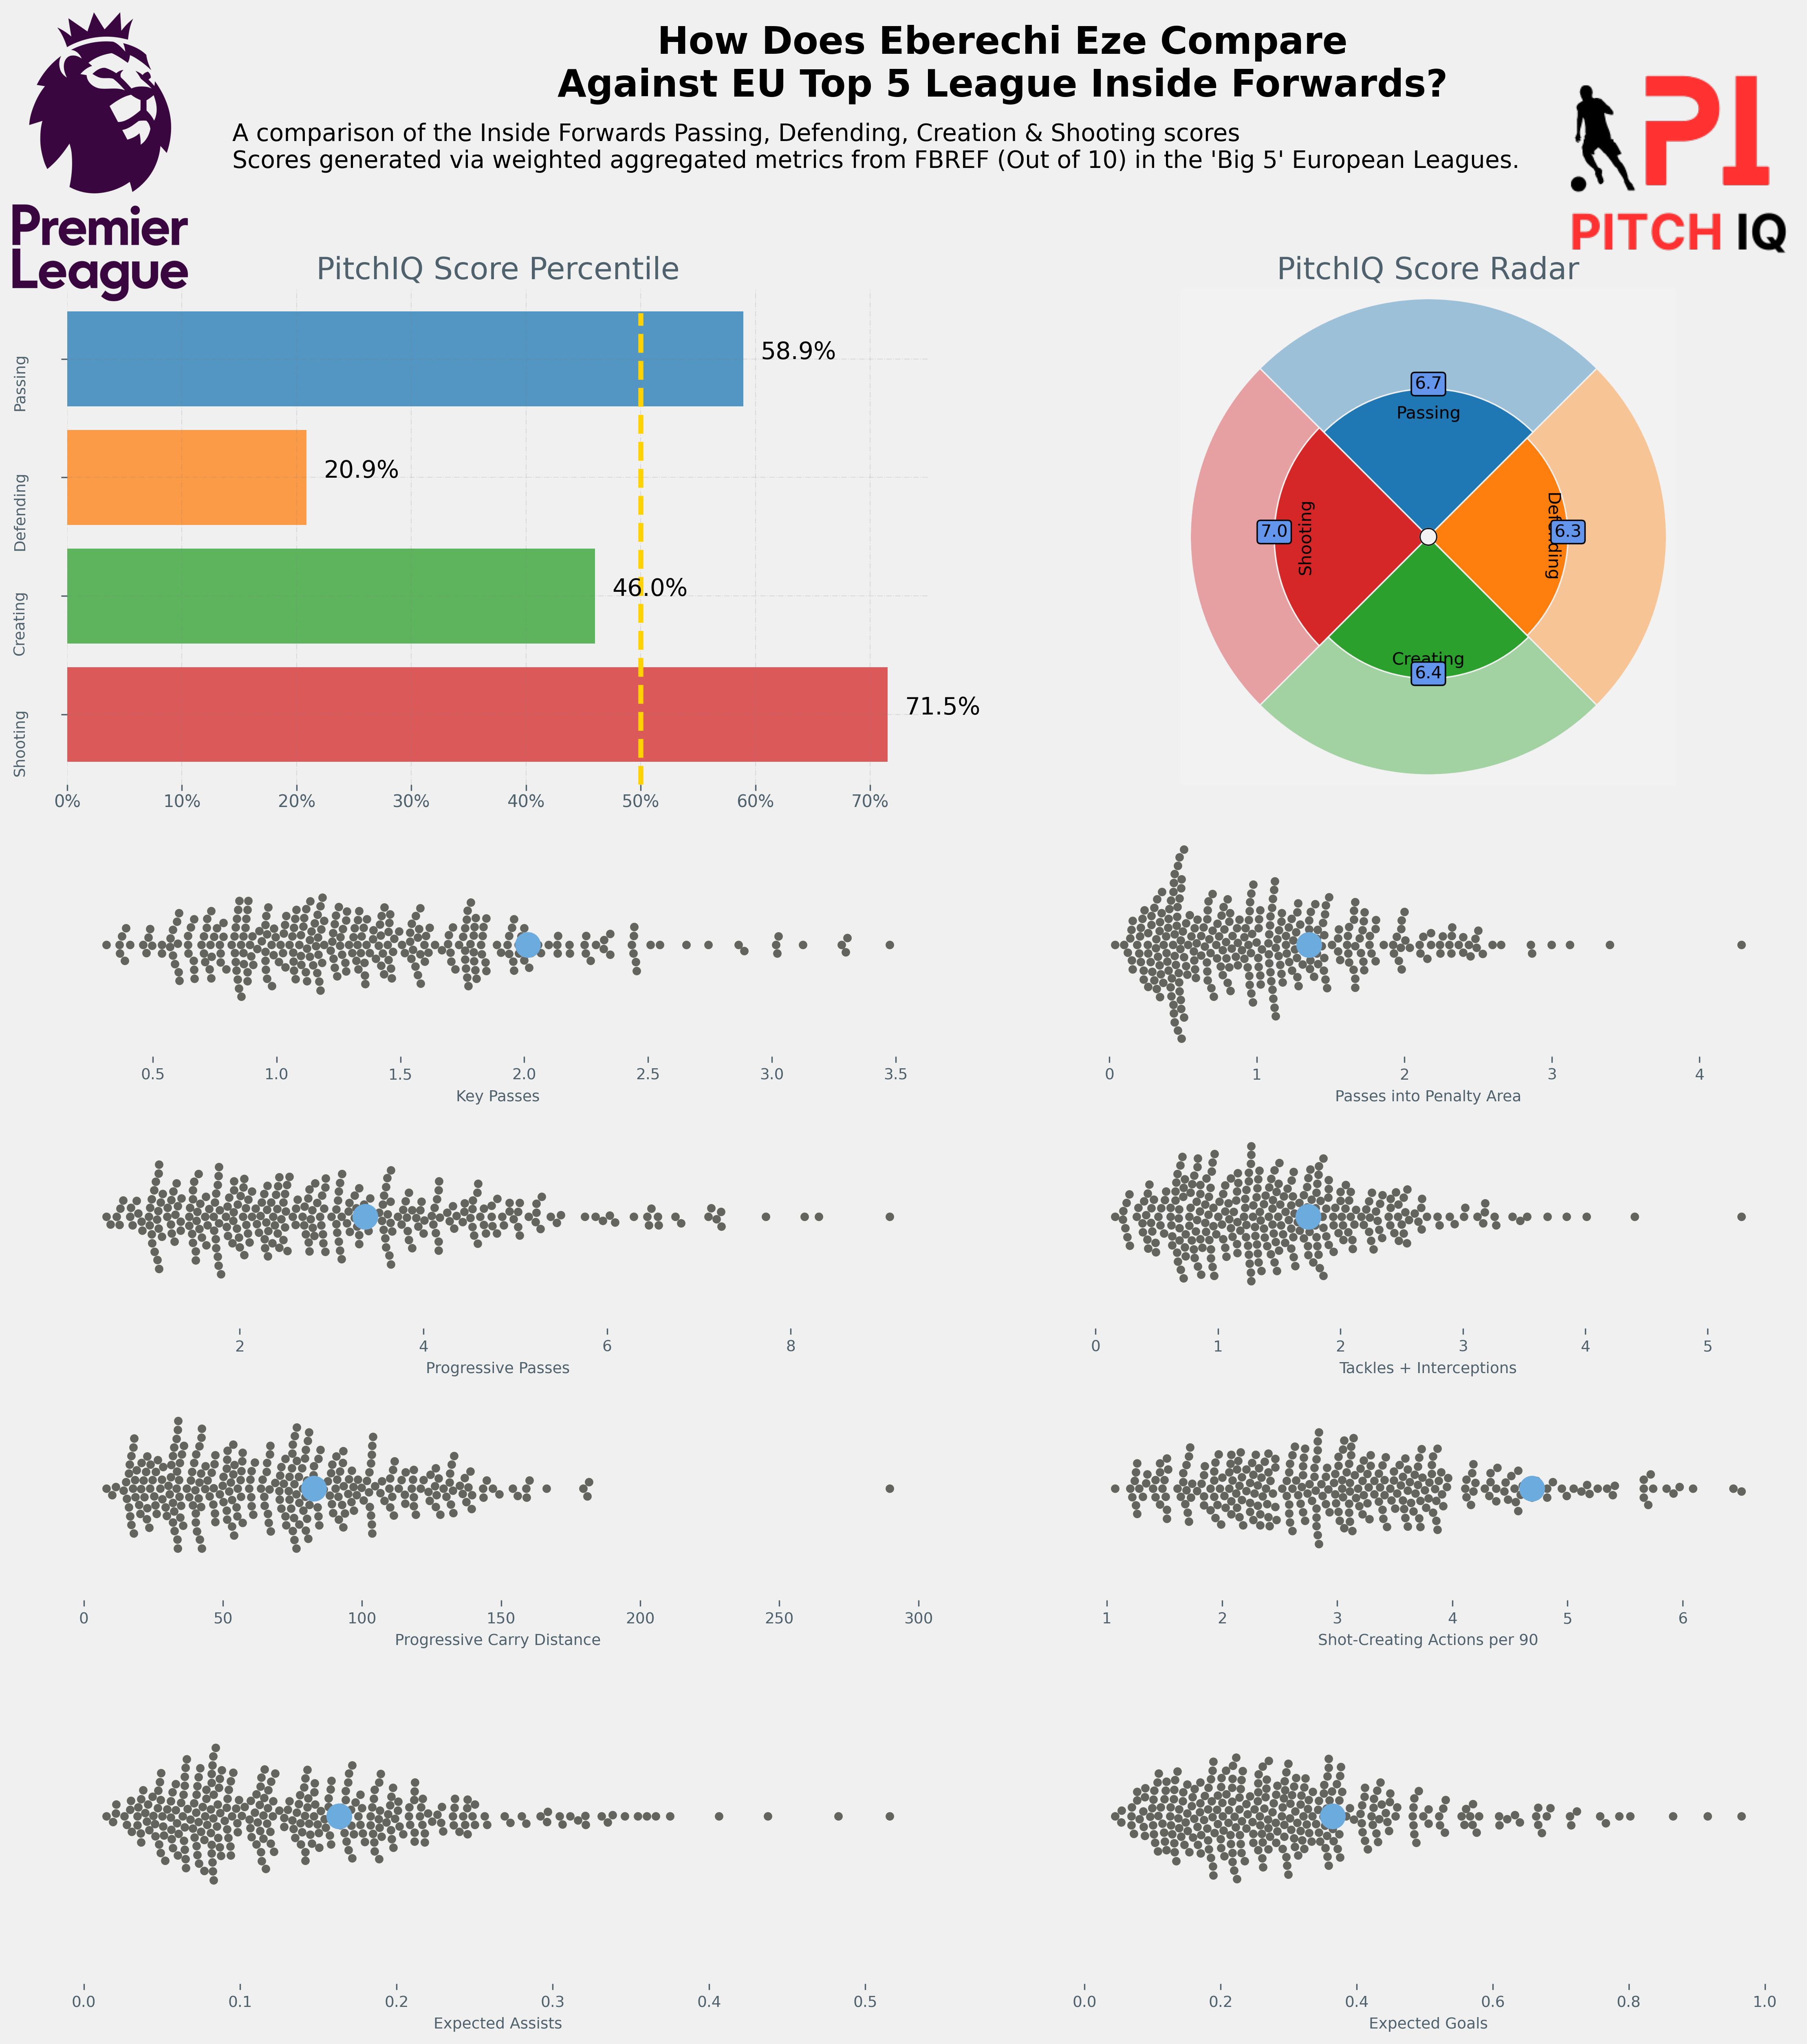 How Does Eberechi Eze Compare
Against EU Top 5 League Inside Forwards?
A comparison of the Inside Forwards Passing, Defending, Creation & Shooting scores
Scores generated via weighted aggregated metrics from FBREF (Out of 10) in the 'Big 5' European Leagues.
Premier
League
PI
PITCH IQ
PitchIQ Score Percentile
Passing
58.9%
Defending
20.9%
Creating
46.0%
Shooting
71.5%
0% 10% 20% 30% 40% 50% 60% 70%
PitchIQ Score Radar
6.7
Passing
7.0
Shooting
Defending
6.3
Creating
6.4
0.5 1.0 1.5 2.0 2.5 3.0 3.5
Key Passes
0 1 2 3 4
Passes into Penalty Area
2 4 6 8
Progressive Passes
0 1 2 3 4 5
Tackles + Interceptions
0 50 100 150 200 250 300
Progressive Carry Distance
1 2 3 4 5 6
Shot-Creating Actions per 90
0.0 0.1 0.2 0.3 0.4 0.5
Expected Assists
0.0 0.2 0.4 0.6 0.8 1.0
Expected Goals